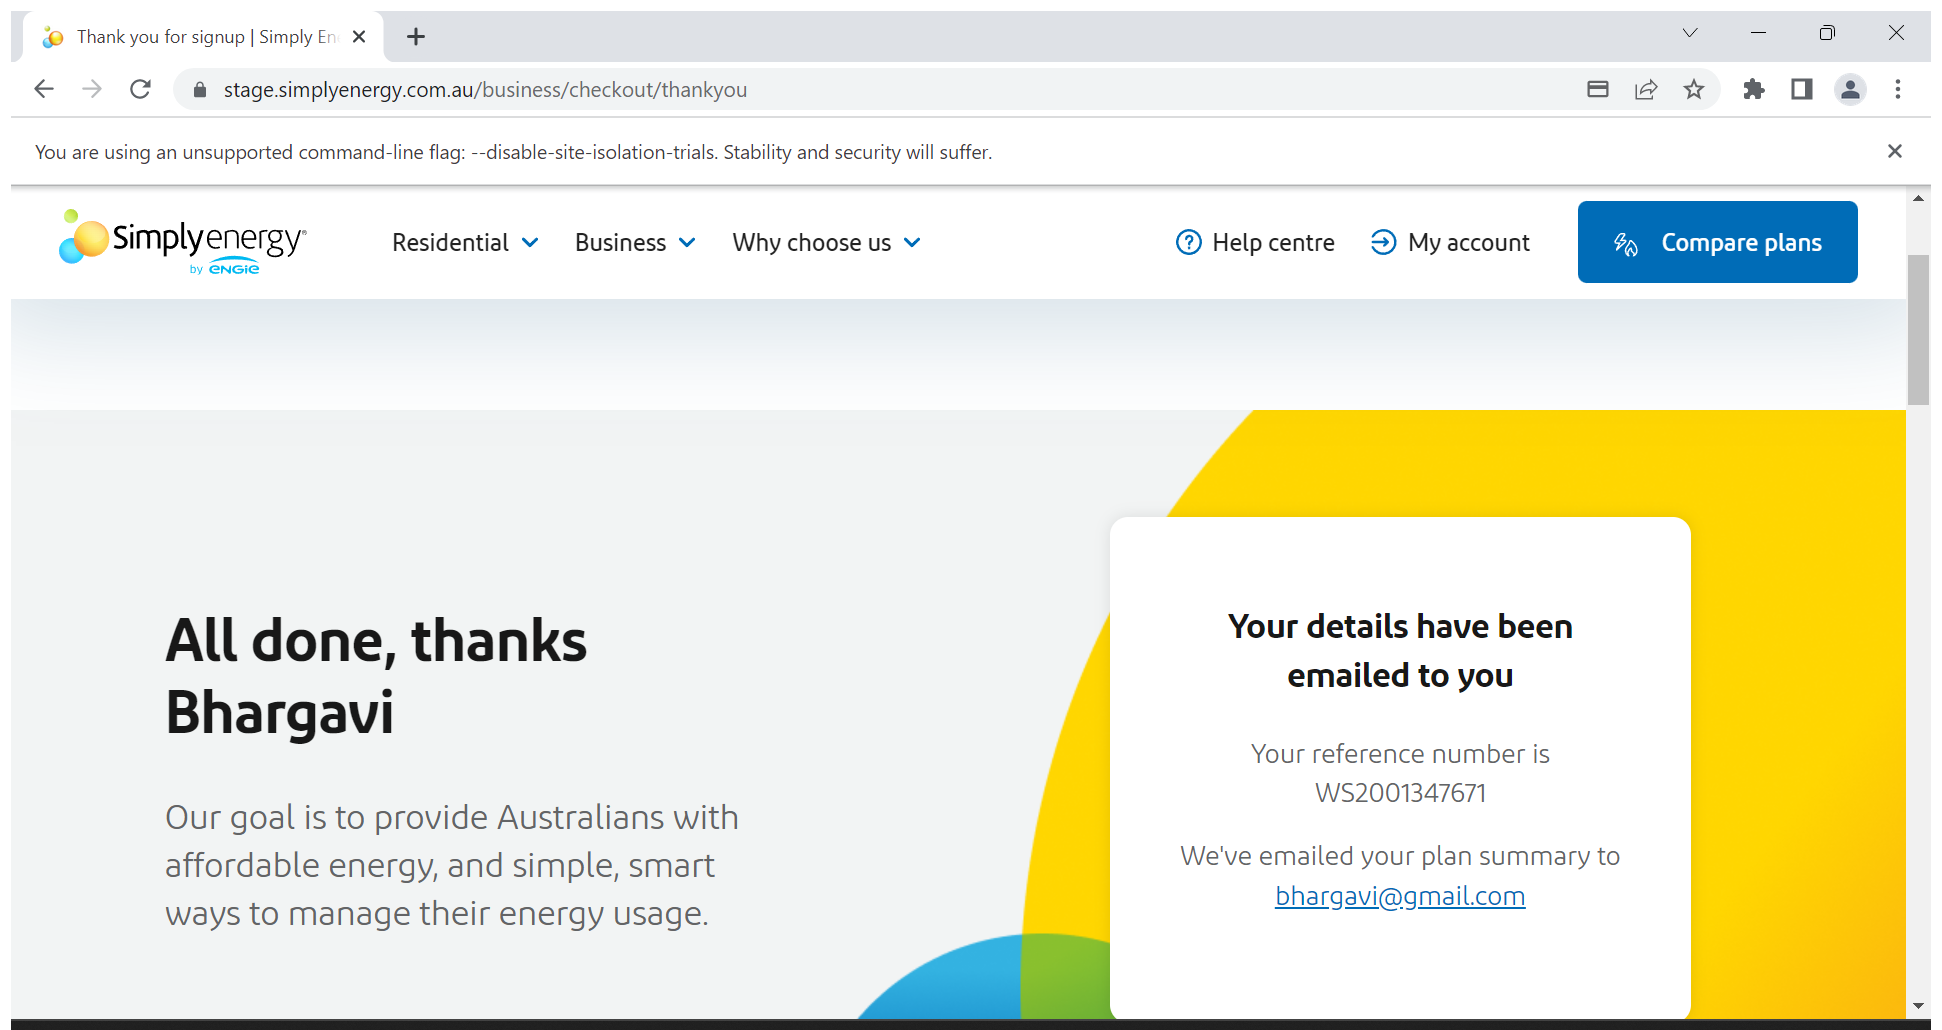 Thank you for signup | Simply En
stage.simplyenergy.com.au/business/checkout/thankyou
You are using an unsupported command-line flag: --disable-site-isolation-trials. Stability and security will suffer.
Simplyenergy®
by ENGIE
Residential Business Why choose us Help centre My account Compare plans
All done, thanks
Bhargavi
Our goal is to provide Australians with
affordable energy, and simple, smart
ways to manage their energy usage.
Your details have been
emailed to you
Your reference number is
WS2001347671
We've emailed your plan summary to
bhargavi@gmail.com